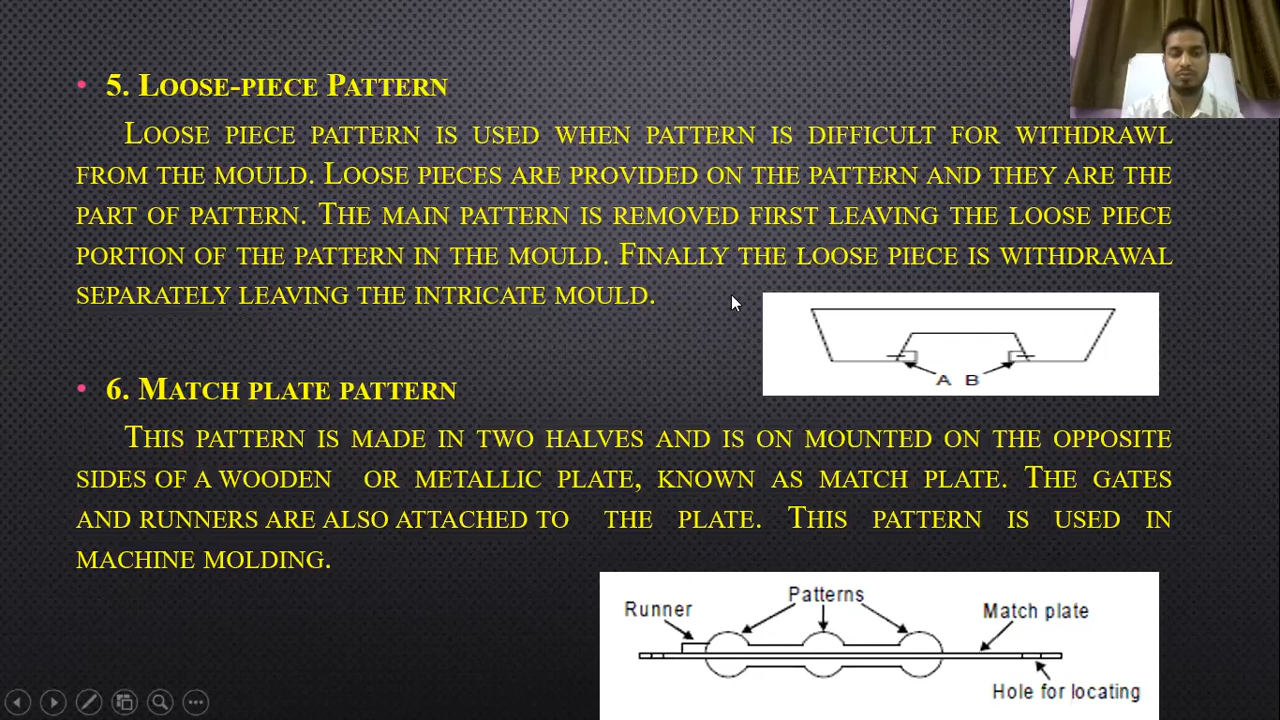 5. Loose-piece Pattern
Loose piece pattern is used when pattern is difficult for withdrawl
from the mould. Loose pieces are provided on the pattern and they are the
part of pattern. The main pattern is removed first leaving the loose piece
portion of the pattern in the mould. Finally the loose piece is withdrawal
separately leaving the intricate mould.
A B
6. Match plate pattern
This pattern is made in two halves and is on mounted on the opposite
sides of a wooden or metallic plate, known as match plate. The gates
and runners are also attached to the plate. This pattern is used in
machine molding.
Patterns
Runner
Match plate
Hole for locating